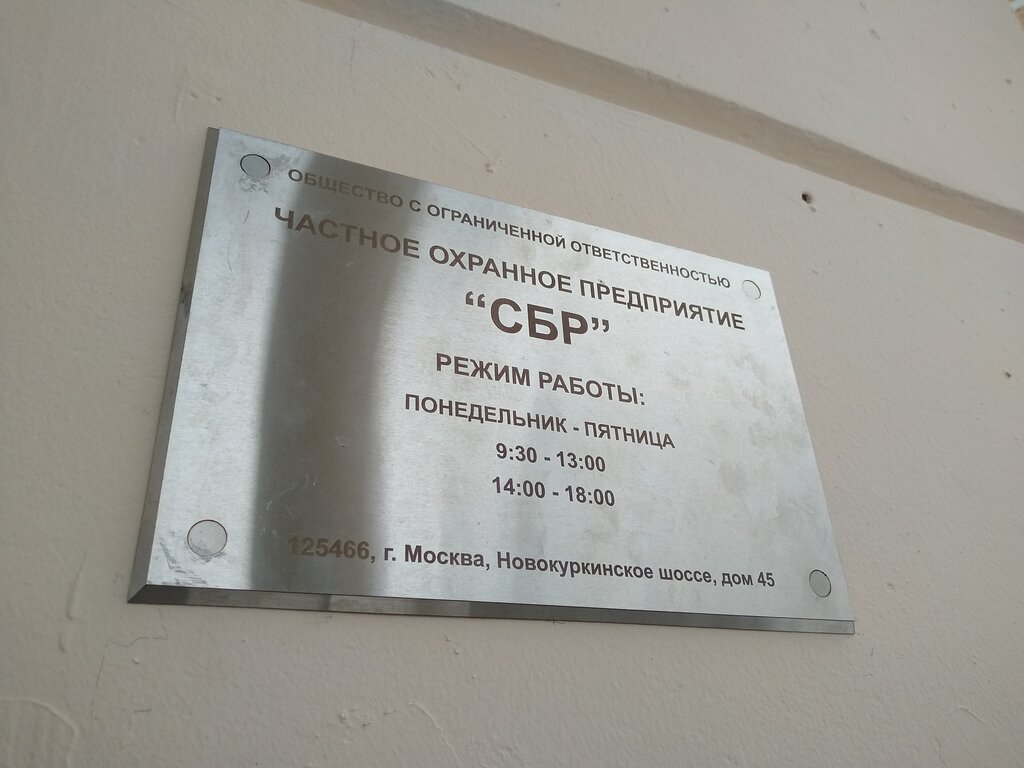 ОБЩЕСТВО С ОГРАНИЧЕННОЙ ОТВЕТСТВЕННОСТЬЮ
ЧАСТНОЕ ОХРАННОЕ ПРЕДПРИЯТИЕ
“СБР”
РЕЖИМ РАБОТЫ:
ПОНЕДЕЛЬНИК - ПЯТНИЦА
9:30 - 13:00
14:00 - 18:00
125466, г. Москва, Новокуркинское шоссе, дом 45